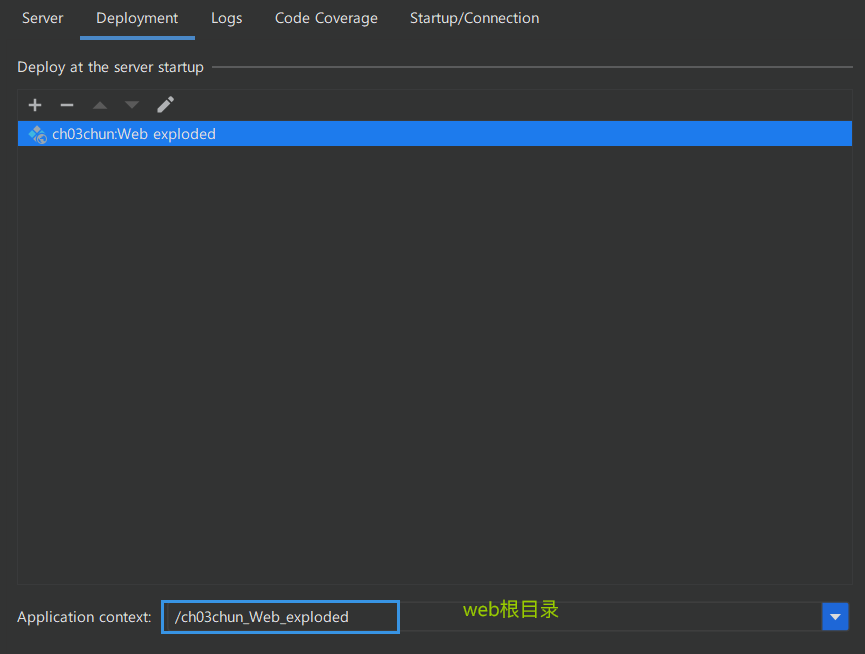 Server Deployment Logs Code Coverage Startup/Connection
Deploy at the server startup
ch03chun:Web exploded
Application context: /ch03chun_Web_exploded web根目录